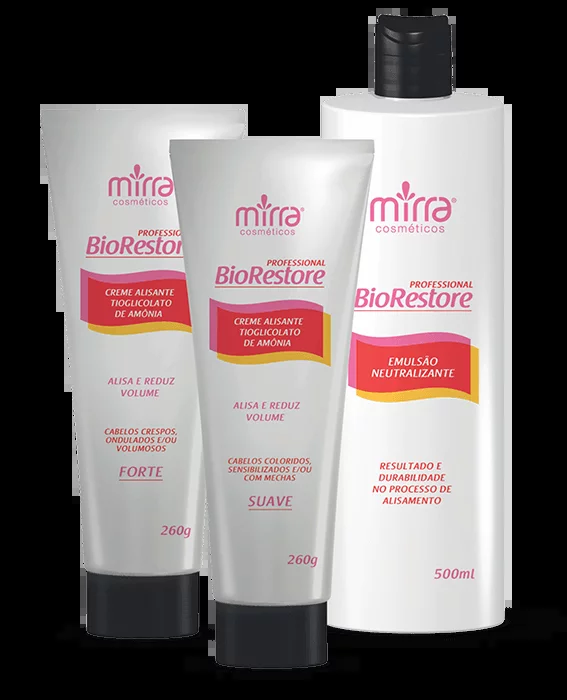 mirra®
cosméticos
PROFESSIONAL
BioRestore
CREME ALISANTE
TIOGLICOLATO
DE AMÔNIA
ALISA E REDUZ
VOLUME
CABELOS CRESPOS,
ONDULADOS E/OU
VOLUMOSOS
FORTE
260g
mirra®
cosméticos
PROFESSIONAL
BioRestore
CREME ALISANTE
TIOGLICOLATO
DE AMÔNIA
ALISA E REDUZ
VOLUME
CABELOS COLORIDOS,
SENSIBILIZADOS E/OU
COM MECHAS
SUAVE
260g
mirra®
cosméticos
PROFESSIONAL
BioRestore
EMULSÃO
NEUTRALIZANTE
RESULTADO E
DURABILIDADE
NO PROCESSO DE
ALISAMENTO
500ml